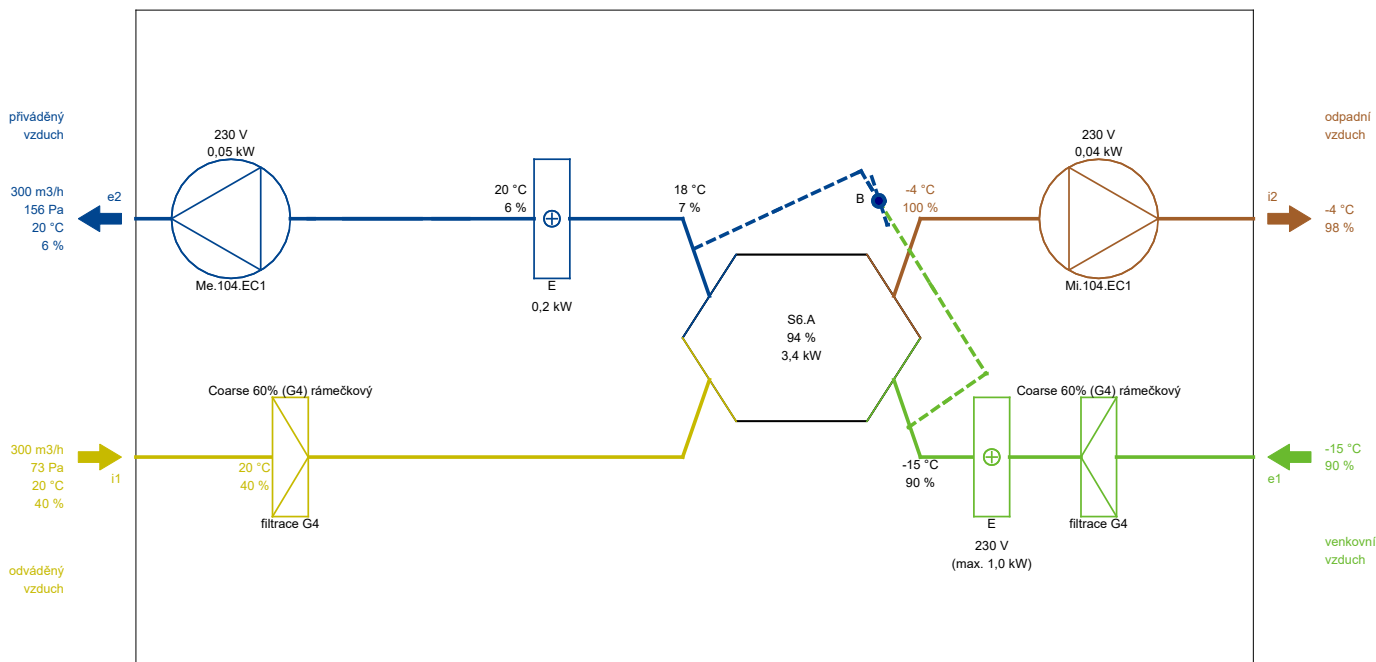 přiváděný
vzduch
300 m3/h
156 Pa
20 °C
6 %
e2
230 V
0,05 kW
Me.104.EC1
20 °C
6 %
E
0,2 kW
18 °C
7 %
B
-4 °C
100 %
230 V
0,04 kW
Mi.104.EC1
odpadní
vzduch
i2
-4 °C
98 %
S6.A
94 %
3,4 kW
Coarse 60% (G4) rámečkový
300 m3/h
73 Pa
20 °C
40 %
i1
20 °C
40 %
filtrace G4
odváděný
vzduch
-15 °C
90 %
E
230 V
(max. 1,0 kW)
Coarse 60% (G4) rámečkový
filtrace G4
-15 °C
90 %
e1
venkovní
vzduch